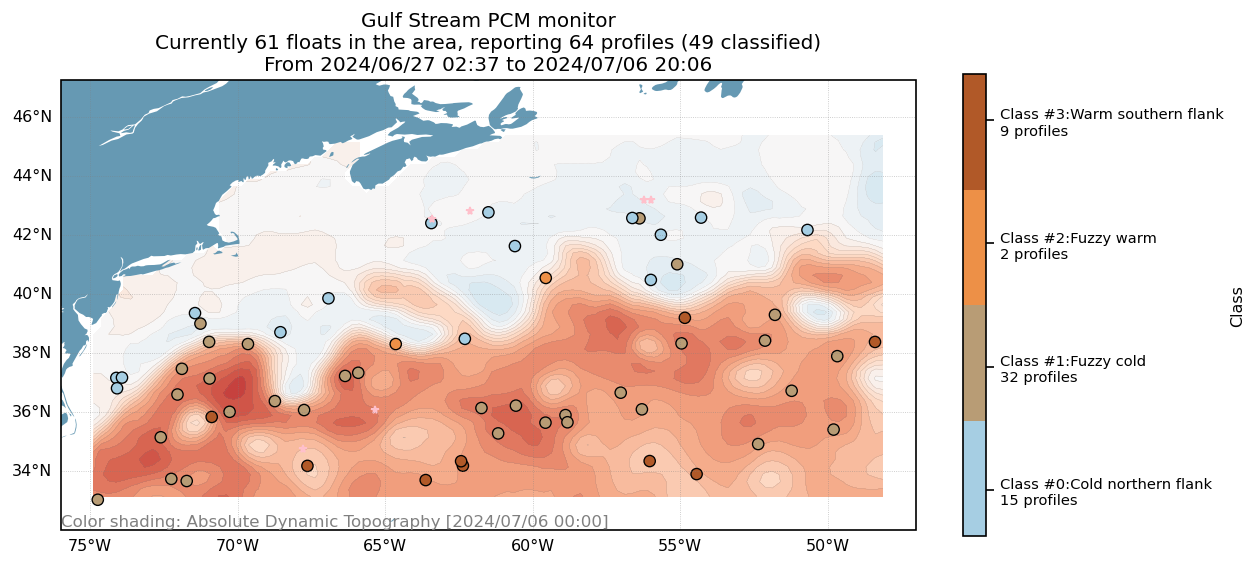 Gulf Stream PCM monitor
Currently 61 floats in the area, reporting 64 profiles (49 classified)
From 2024/06/27 02:37 to 2024/07/06 20:06
46°N
44°N
42°N
40°N
38°N
36°N
34°N
Color shading: Absolute Dynamic Topography [2024/07/06 00:00]
75°W
70°W
65°W
60°W
55°W
50°W
Class #3:Warm southern flank
9 profiles
Class #2:Fuzzy warm
2 profiles
Class #1:Fuzzy cold
32 profiles
Class #0:Cold northern flank
15 profiles
Class